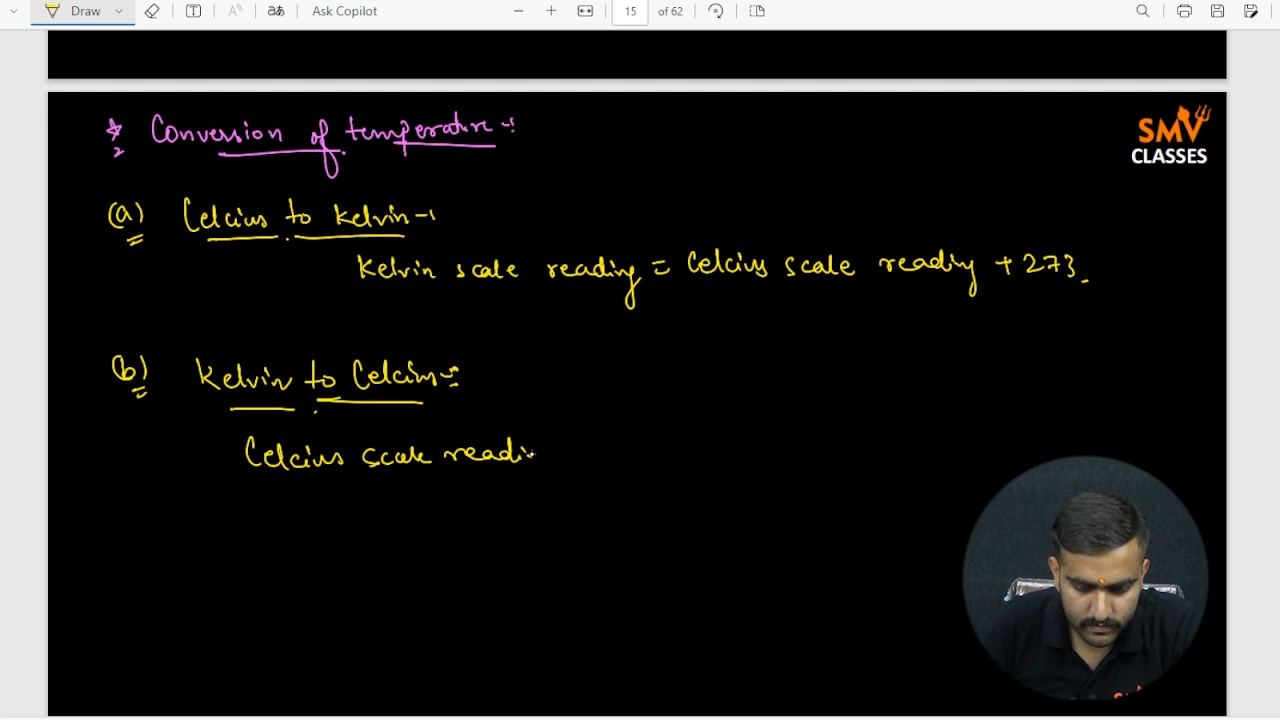 Draw
Ask Copilot
15 of 62
Conversion of temperature :
SMV
CLASSES
(a) Celcius to Kelvin -
Kelvin scale reading = Celcius scale reading + 273.
(b) Kelvin to Celcius :
Celcius scale readi